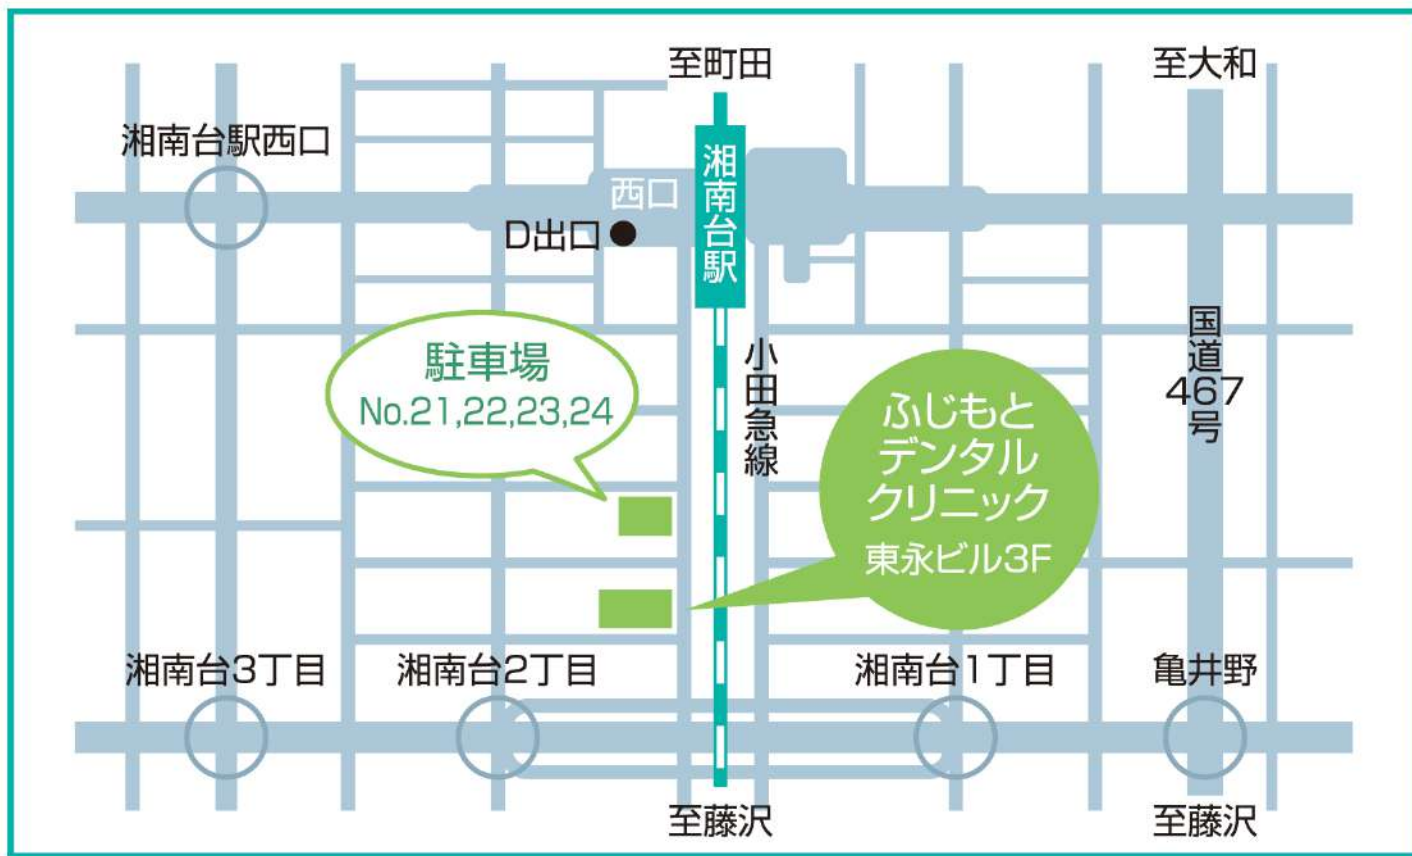 至町田
至大和
湘南台駅西口
西口
湘南台駅
D出口
駐車場
No.21,22,23,24
小田急線
国道
467
号
ふじもと
デンタル
クリニック
東永ビル3F
湘南台3丁目
湘南台2丁目
湘南台1丁目
亀井野
至藤沢
至藤沢